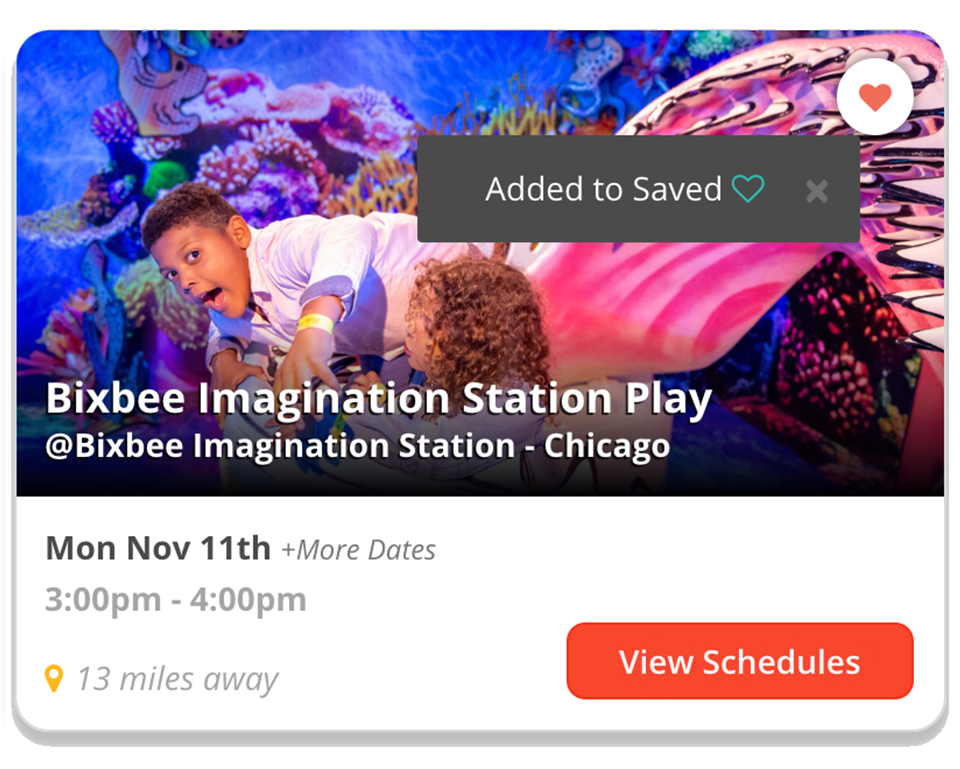 Added to Saved
Bixbee Imagination Station Play
@Bixbee Imagination Station - Chicago
Mon Nov 11th +More Dates
3:00pm - 4:00pm
13 miles away
View Schedules